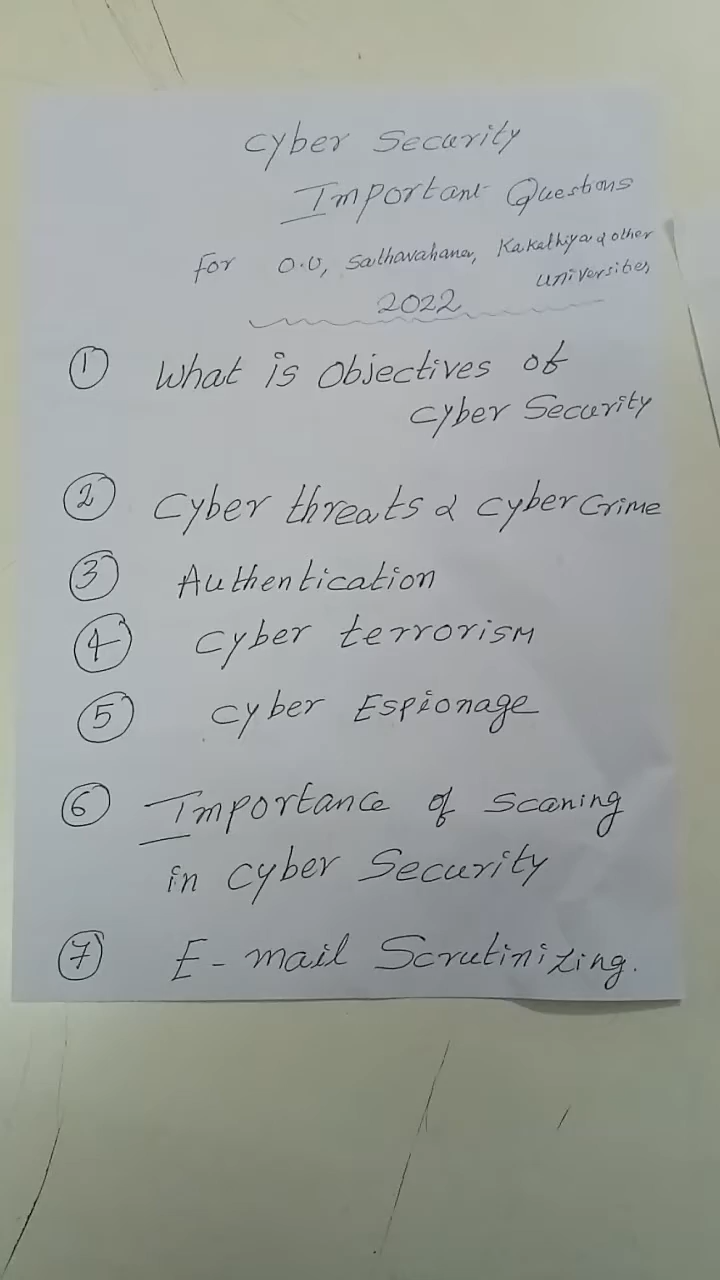 Cyber Security
Important Questions
For O.U, Sathavahana, Kakathiya & other
universities
2022
① What is Objectives of
Cyber Security
② Cyber threats & Cyber Crime
③ Authentication
④ Cyber terrorism
⑤ Cyber Espionage
⑥ Importance of Scaning
in Cyber Security
⑦ E-mail Scrutinizing.